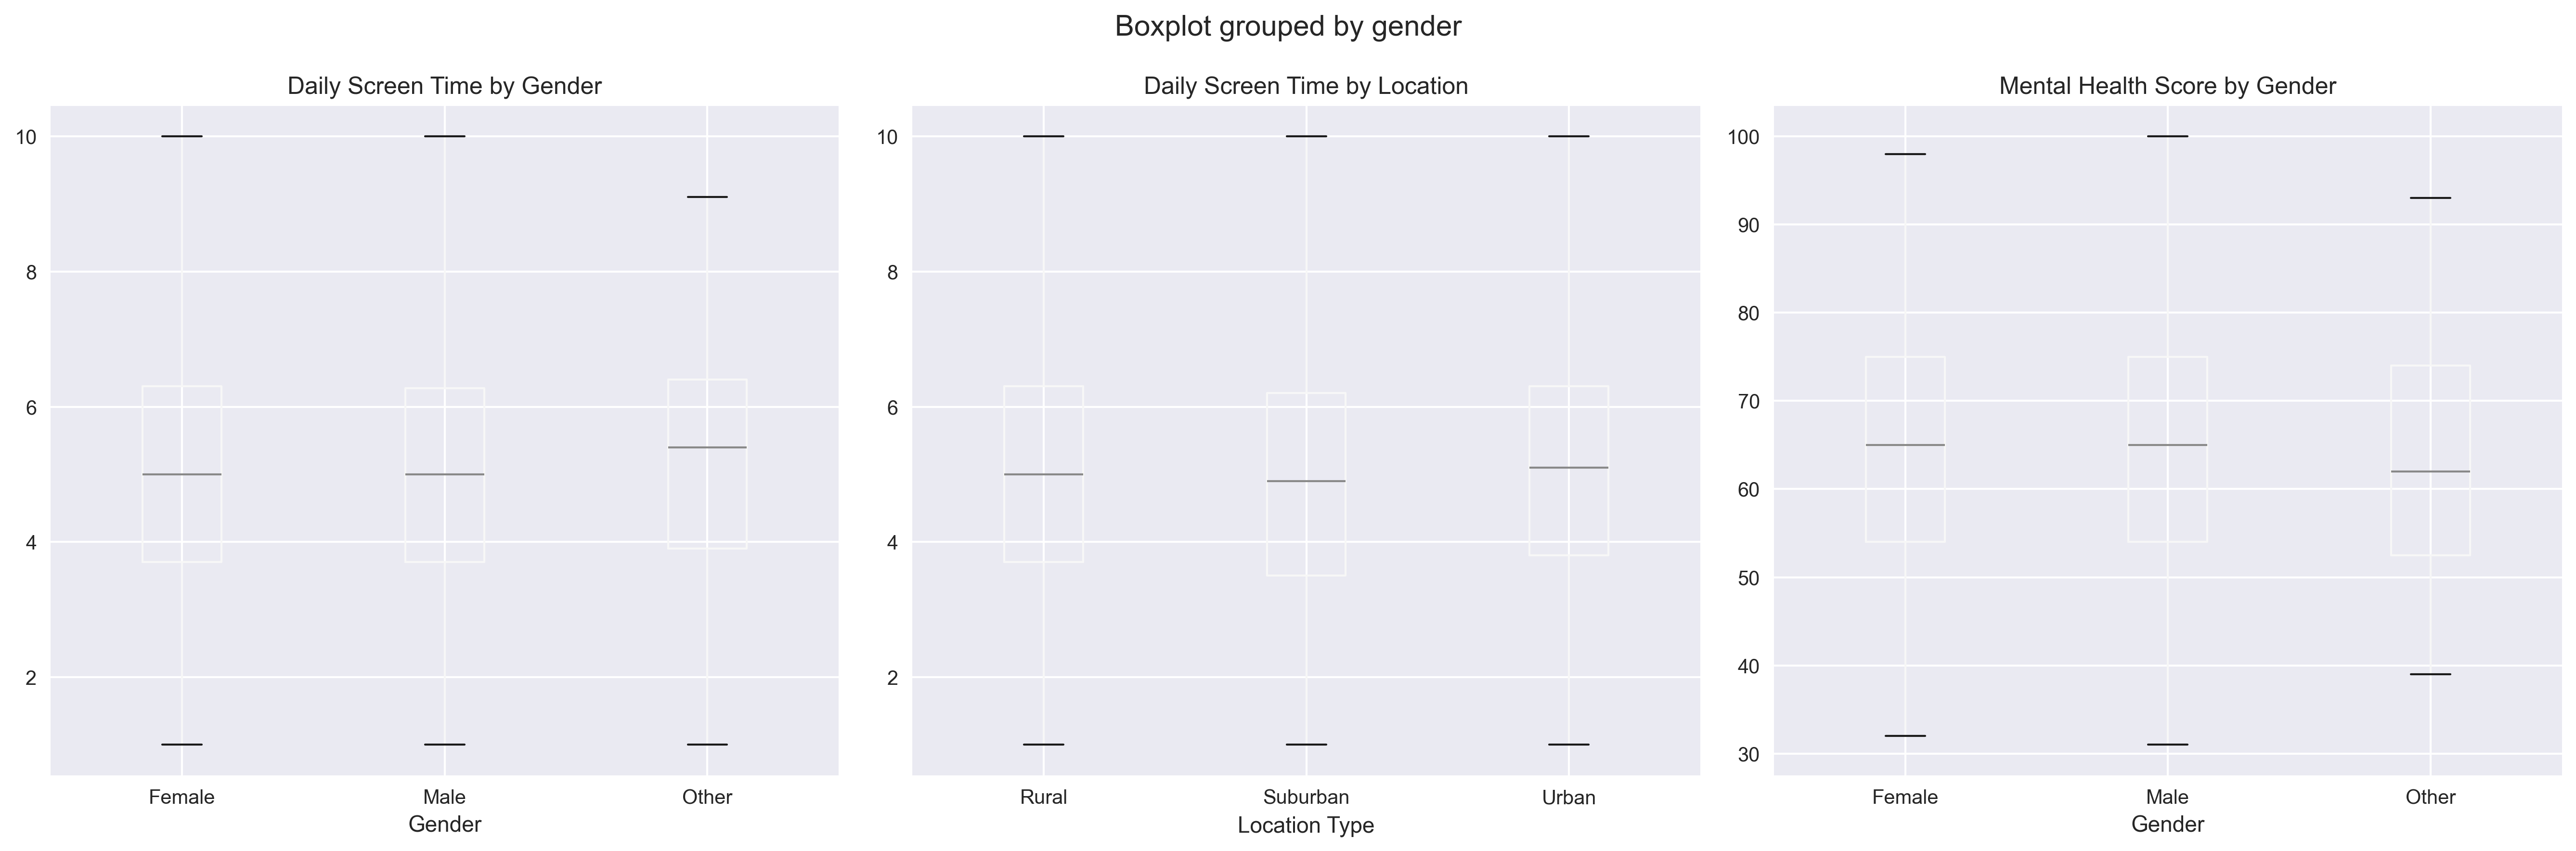 Boxplot grouped by gender
Daily Screen Time by Gender
10
8
6
4
2
Female Male Other
Gender
Daily Screen Time by Location
10
8
6
4
2
Rural Suburban Urban
Location Type
Mental Health Score by Gender
100
90
80
70
60
50
40
30
Female Male Other
Gender